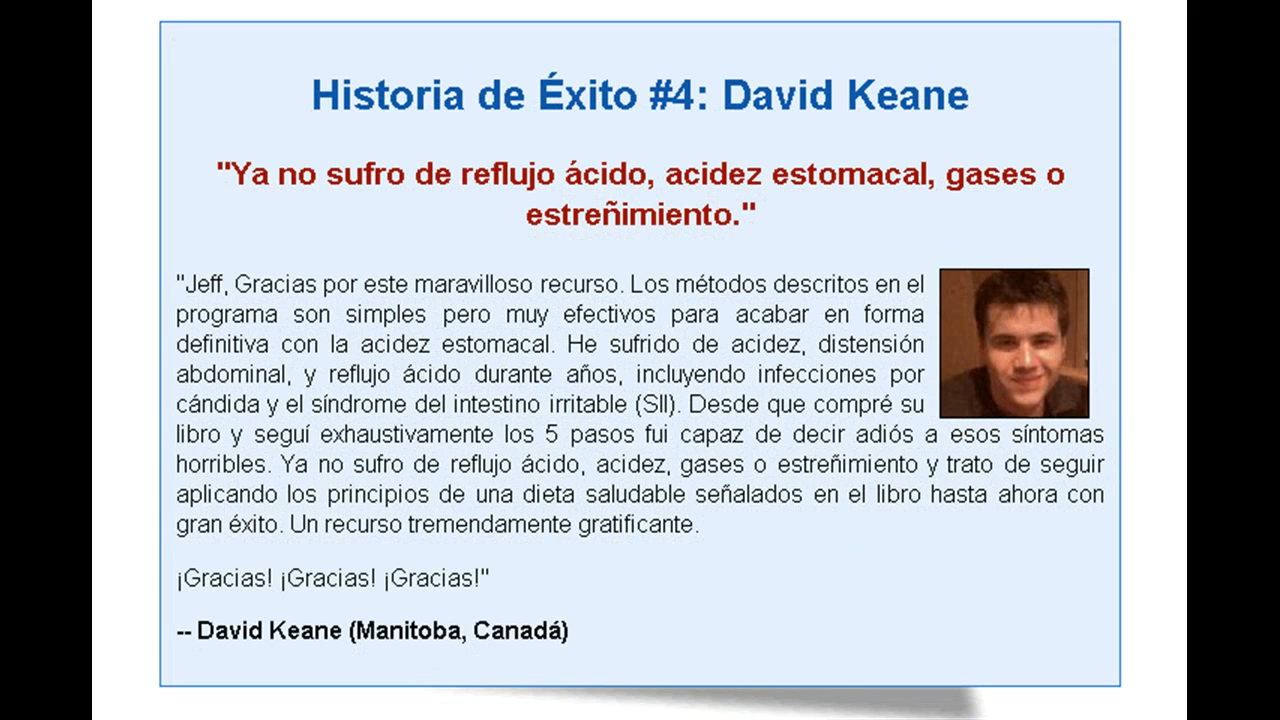 Historia de Éxito #4: David Keane
"Ya no sufro de reflujo ácido, acidez estomacal, gases o
estreñimiento."
"Jeff, Gracias por este maravilloso recurso. Los métodos descritos en el
programa son simples pero muy efectivos para acabar en forma
definitiva con la acidez estomacal. He sufrido de acidez, distensión
abdominal, y reflujo ácido durante años, incluyendo infecciones por
cándida y el síndrome del intestino irritable (SII). Desde que compré su
libro y seguí exhaustivamente los 5 pasos fui capaz de decir adiós a esos síntomas
horribles. Ya no sufro de reflujo ácido, acidez, gases o estreñimiento y trato de seguir
aplicando los principios de una dieta saludable señalados en el libro hasta ahora con
gran éxito. Un recurso tremendamente gratificante.
¡Gracias! ¡Gracias! ¡Gracias!"
-- David Keane (Manitoba, Canadá)